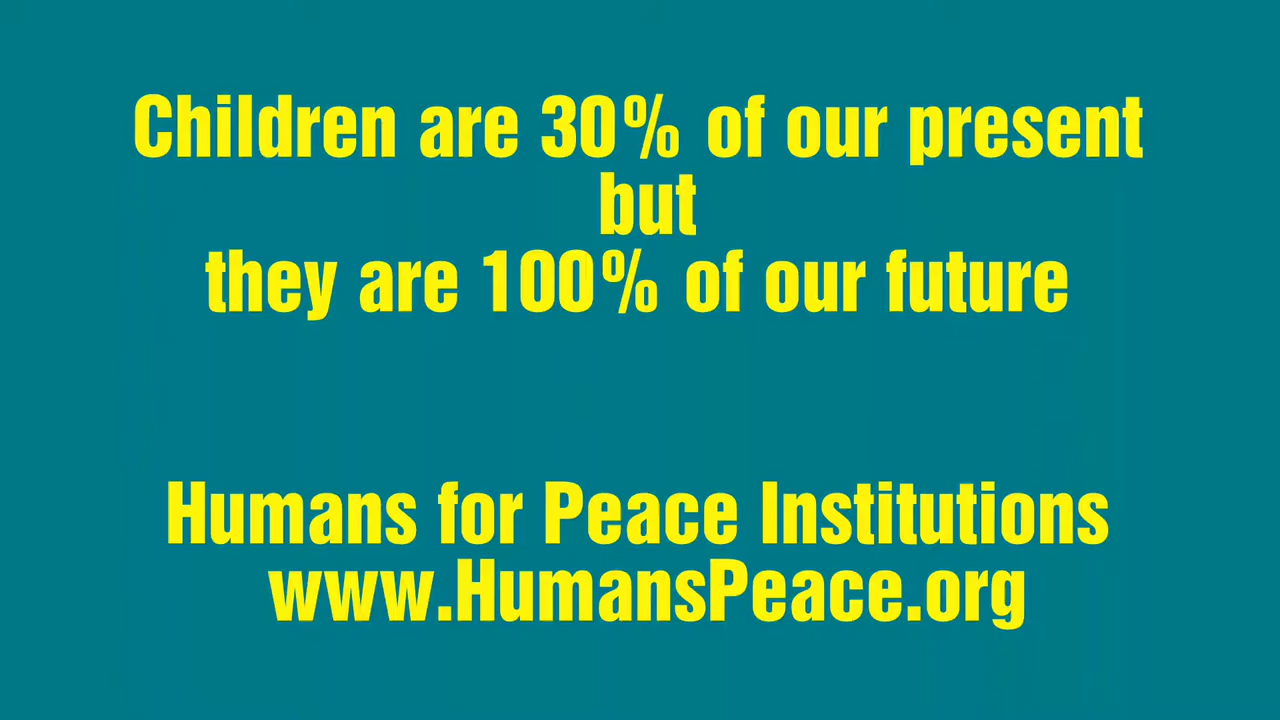 Children are 30% of our present
but
they are 100% of our future
Humans for Peace Institutions
www.HumansPeace.org